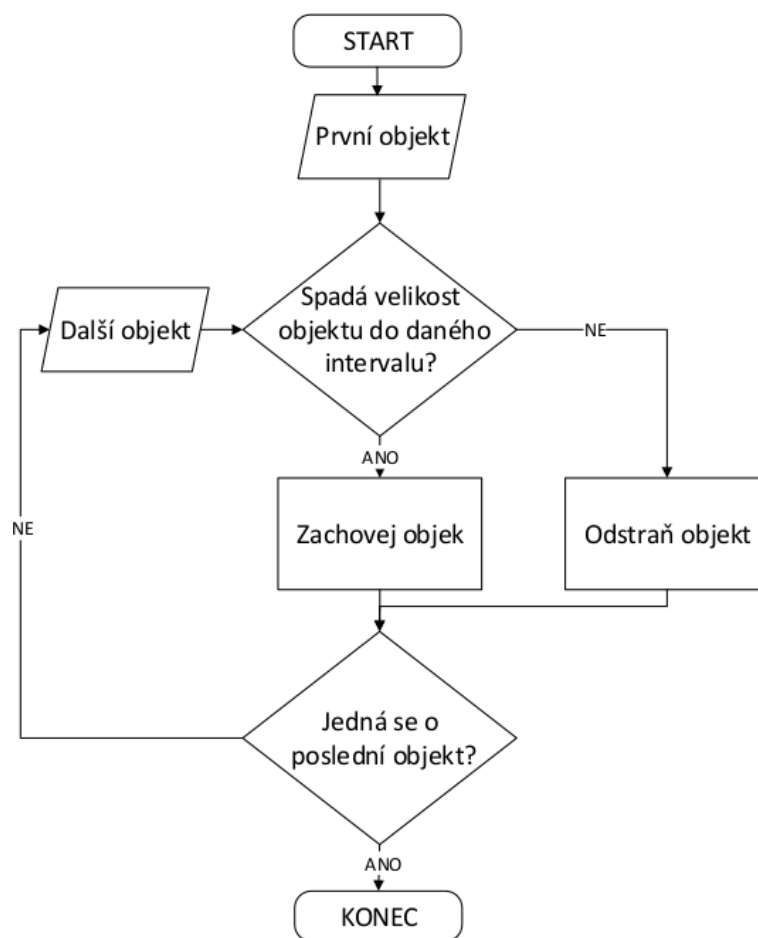 START
První objekt
Spadá velikost
objektu do daného
intervalu?
Další objekt
NE
ANO
Zachovej objek
Odstraň objekt
NE
Jedná se o
poslední objekt?
ANO
KONEC